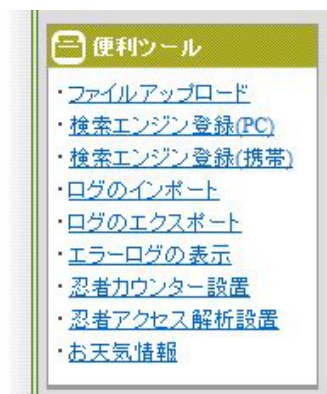 便利ツール
・ファイルアップロード
・検索エンジン登録(PC)
・検索エンジン登録(携帯)
・ログのインポート
・ログのエクスポート
・エラーログの表示
・忍者カウンター設置
・忍者アクセス解析設置
・お天気情報